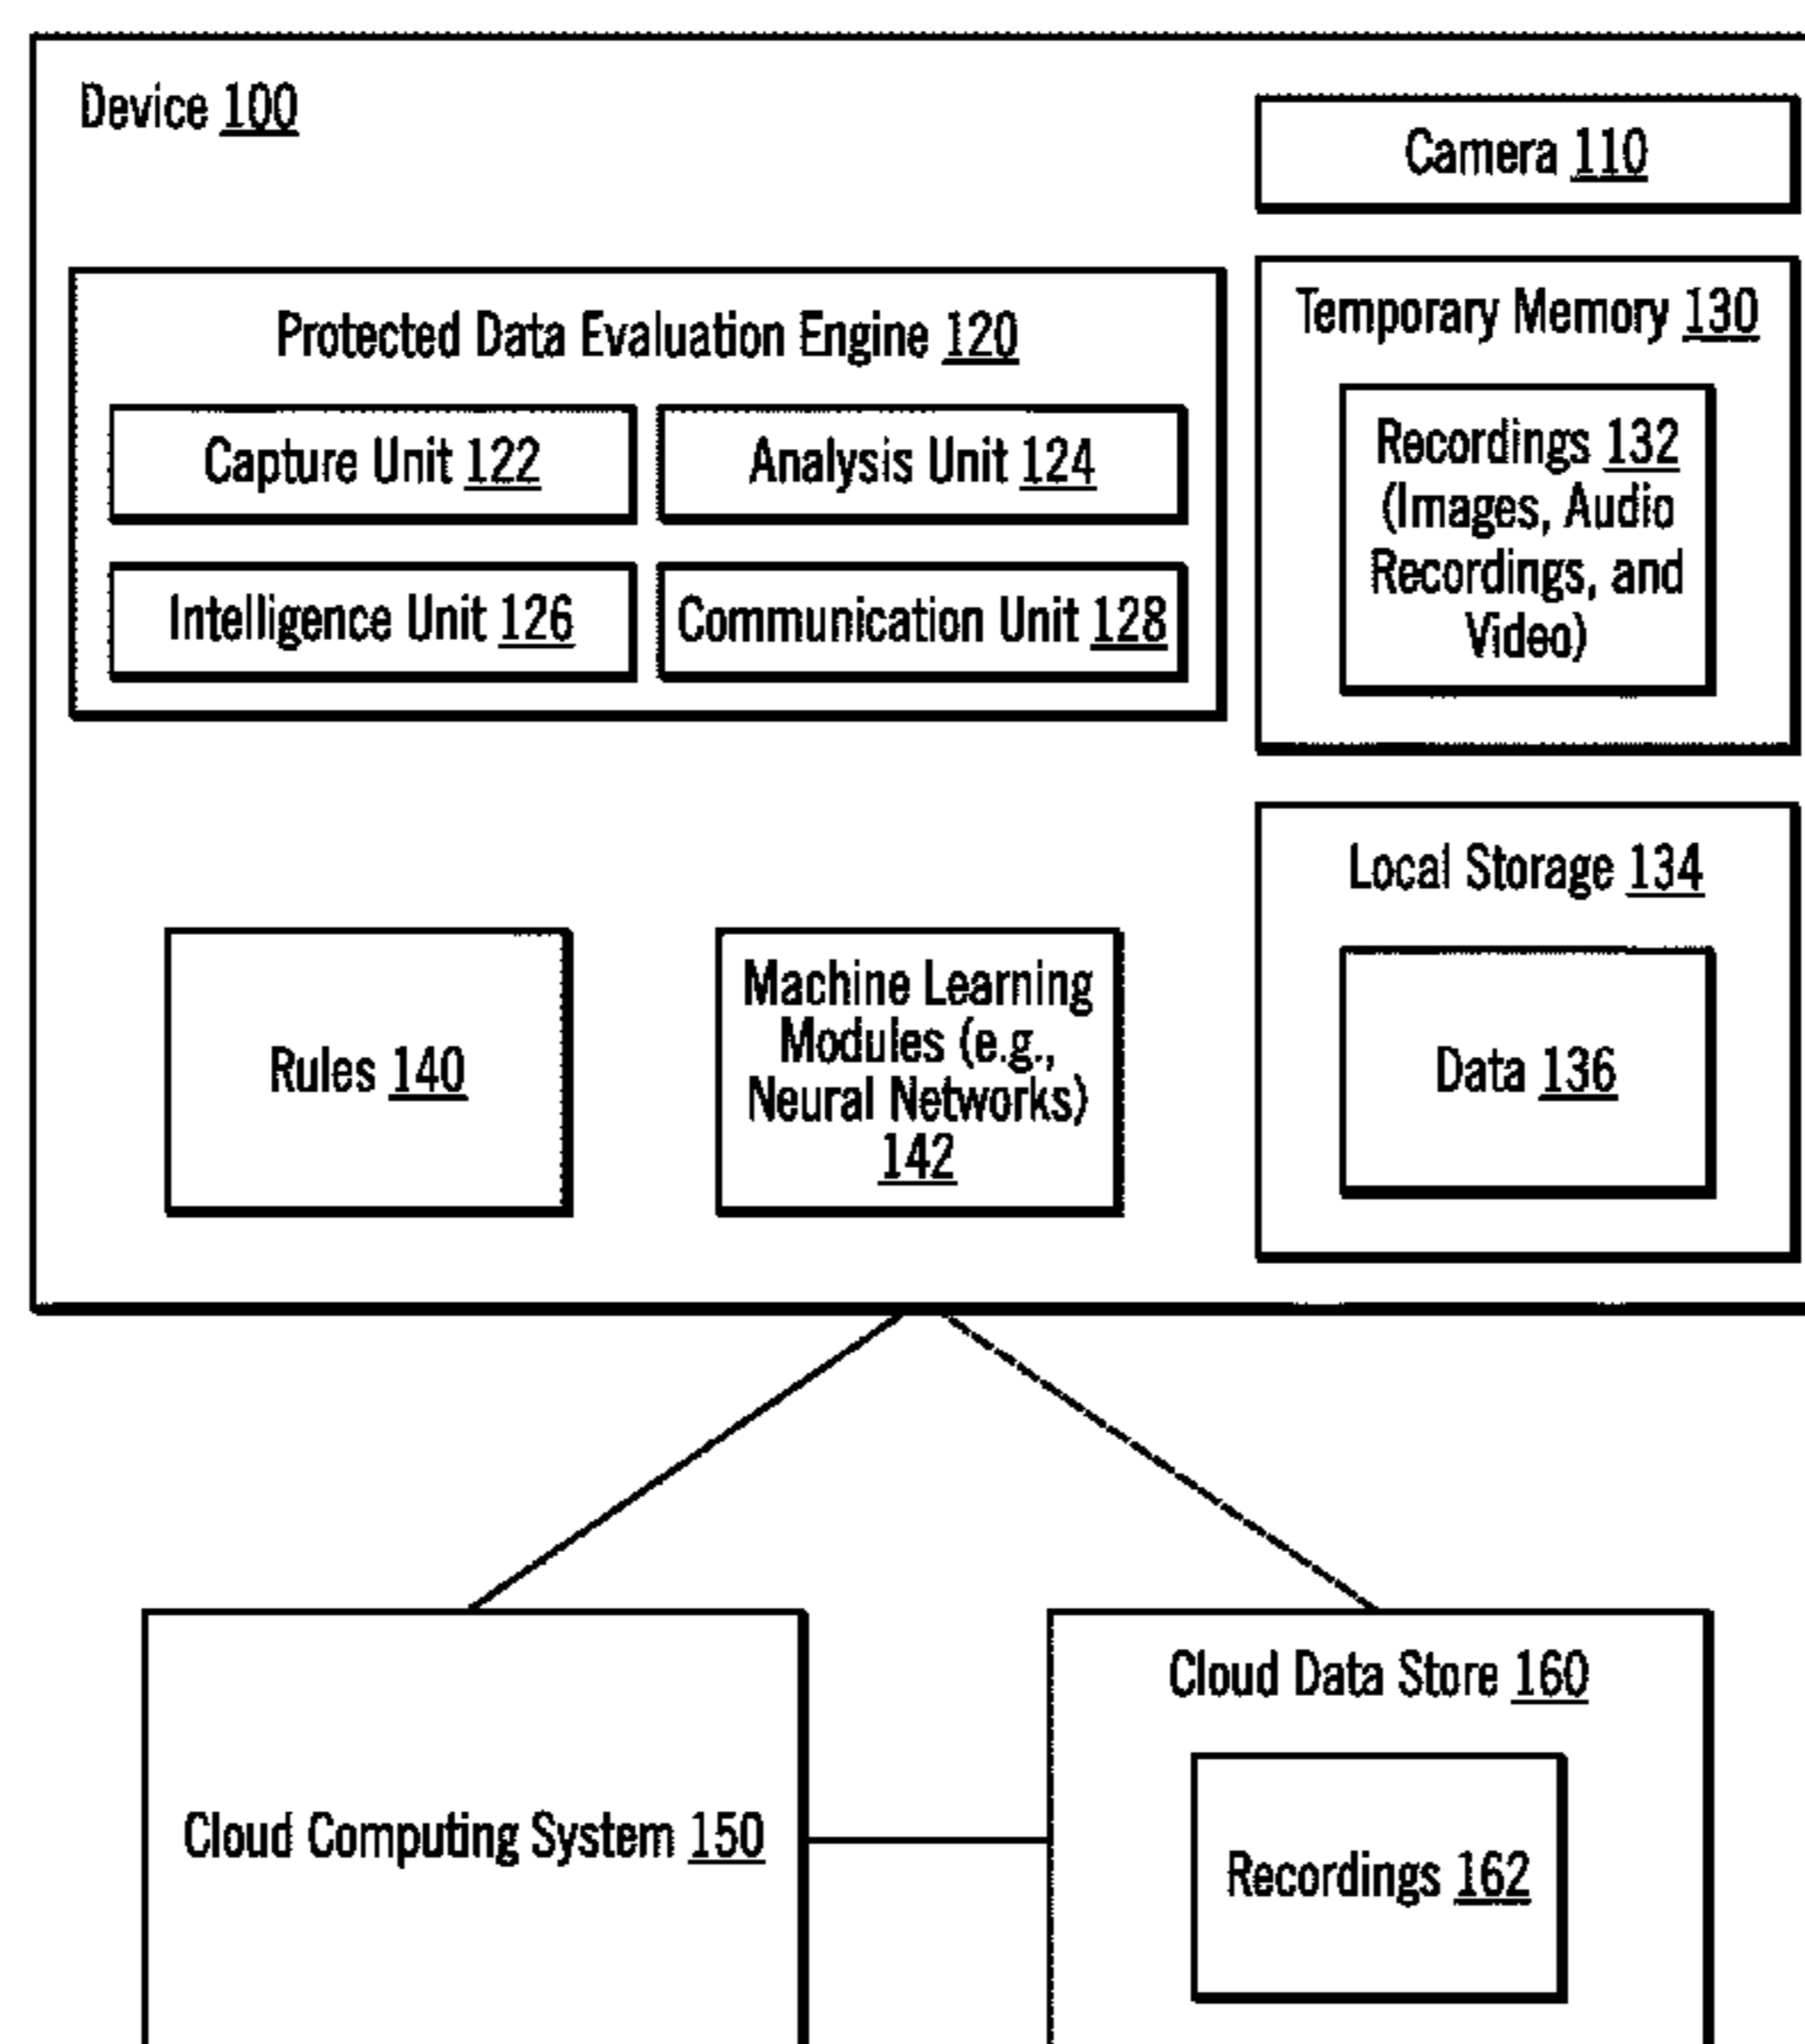 Device 100
Camera 110
Protected Data Evaluation Engine 120
Capture Unit 122
Analysis Unit 124
Intelligence Unit 126
Communication Unit 128
Temporary Memory 130
Recordings 132
(Images, Audio
Recordings, and
Video)
Local Storage 134
Data 136
Rules 140
Machine Learning
Modules (e.g.,
Neural Networks)
142
Cloud Computing System 150
Cloud Data Store 160
Recordings 162